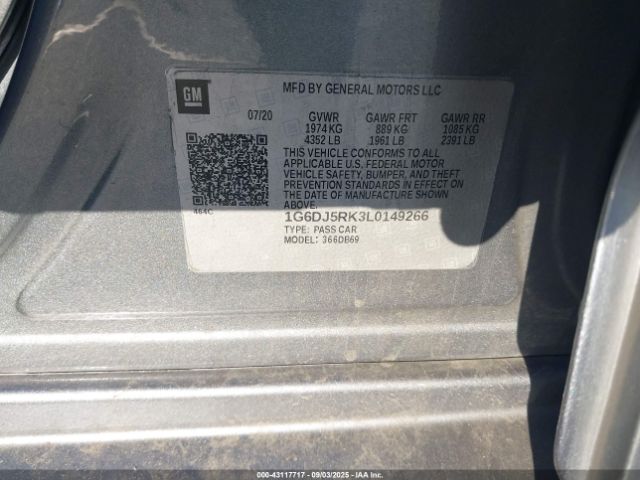 GM
MFD BY GENERAL MOTORS LLC
07/20 GVWR GAWR FRT GAWR RR
1974 KG 889 KG 1085 KG
4352 LB 1961 LB 2391 LB
THIS VEHICLE CONFORMS TO ALL
APPLICABLE U.S. FEDERAL MOTOR
VEHICLE SAFETY, BUMPER, AND THEFT
PREVENTION STANDARDS IN EFFECT ON
THE DATE OF MANUFACTURE SHOWN ABOVE.
464C 1G6DJ5RK3L0149266
TYPE: PASS CAR
MODEL: 366DB69
000-43117717 - 09/03/2025 - IAAI.CA